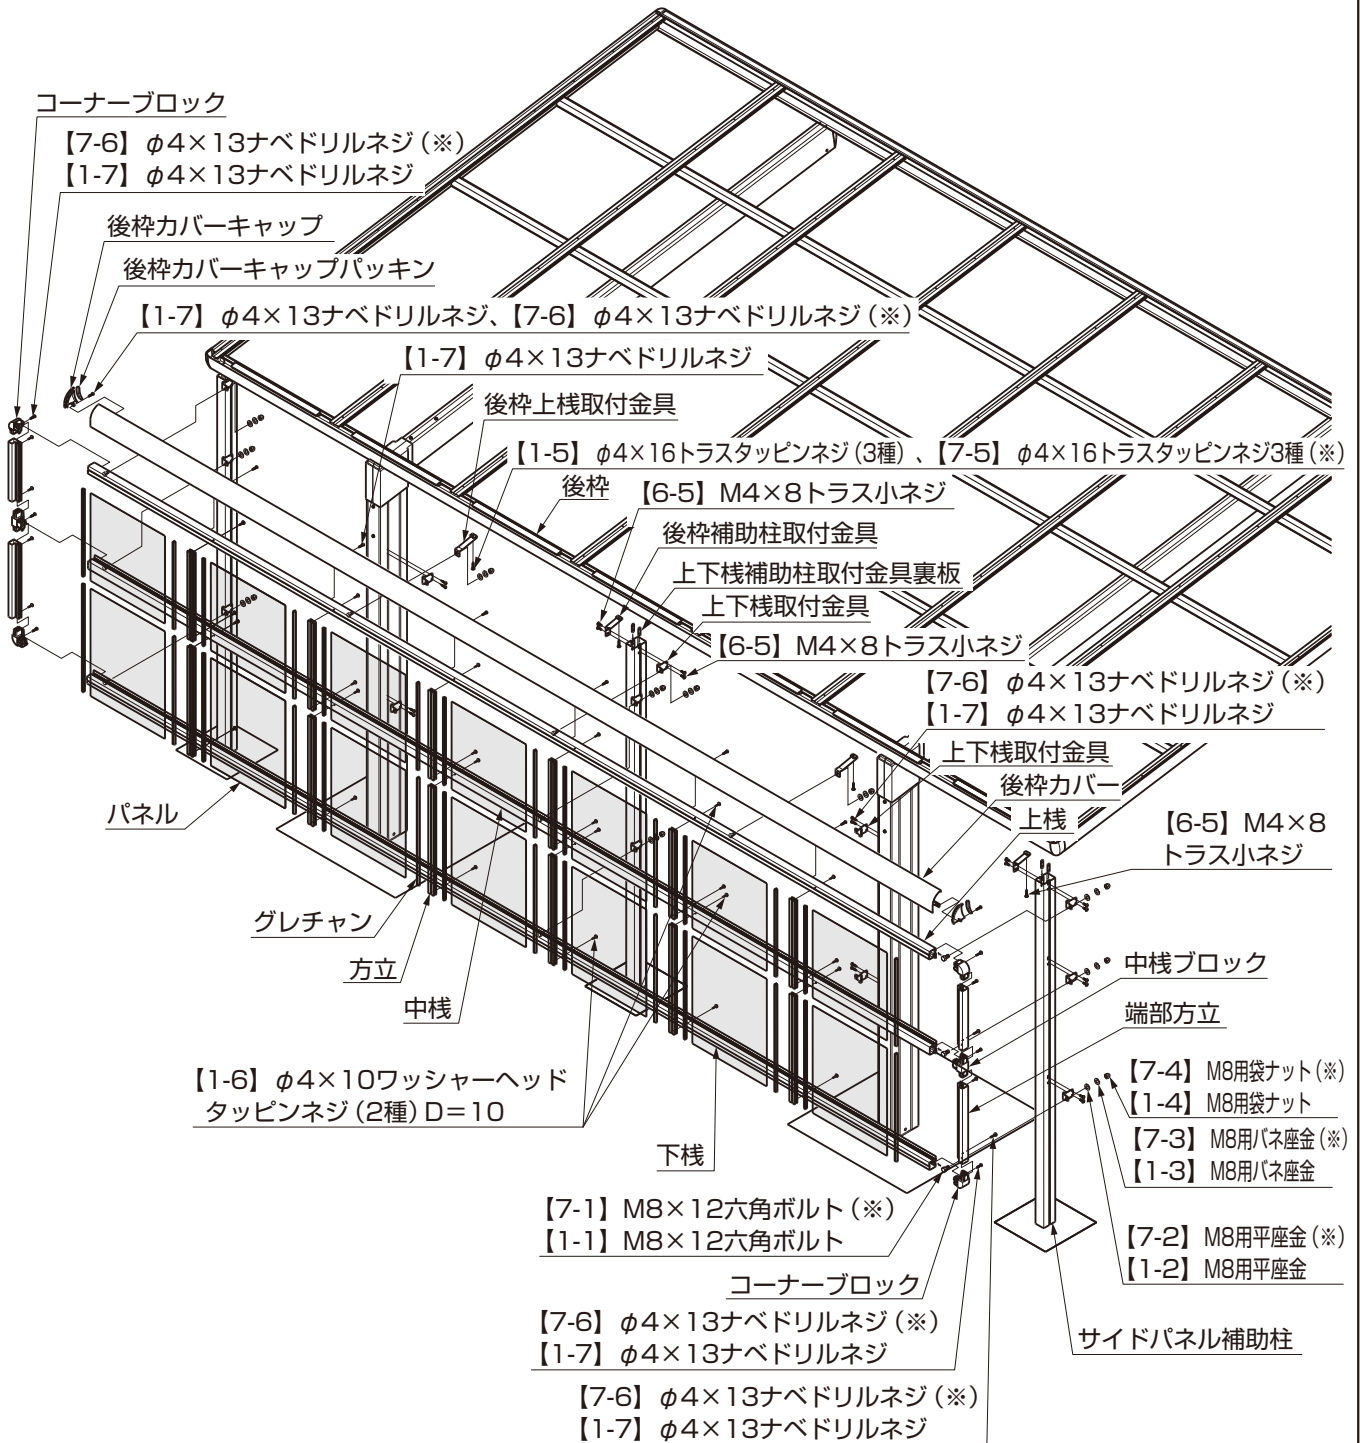 コーナーブロック
【7-6】φ4×13ナベドリルネジ(※)
【1-7】φ4×13ナベドリルネジ
後枠カバーキャップ
後枠カバーキャップパッキン
【1-7】φ4×13ナベドリルネジ、【7-6】φ4×13ナベドリルネジ(※)
【1-7】φ4×13ナベドリルネジ
後枠上桟取付金具
【1-5】φ4×16トラスタッピンネジ(3種)、【7-5】φ4×16トラスタッピンネジ3種(※)
後枠
【6-5】M4×8トラス小ネジ
後枠補助柱取付金具
上下桟補助柱取付金具裏板
上下桟取付金具
【6-5】M4×8トラス小ネジ
【7-6】φ4×13ナベドリルネジ(※)
【1-7】φ4×13ナベドリルネジ
上下桟取付金具
後枠カバー
上桟
【6-5】M4×8
トラス小ネジ
パネル
グレチャン
方立
中桟
【1-6】φ4×10ワッシャーヘッド
タッピンネジ(2種)D=10
下桟
中桟ブロック
端部方立
【7-4】M8用袋ナット(※)
【1-4】M8用袋ナット
【7-3】M8用バネ座金(※)
【1-3】M8用バネ座金
【7-2】M8用平座金(※)
【1-2】M8用平座金
【7-1】M8×12六角ボルト(※)
【1-1】M8×12六角ボルト
コーナーブロック
【7-6】φ4×13ナベドリルネジ(※)
【1-7】φ4×13ナベドリルネジ
サイドパネル補助柱
【7-6】φ4×13ナベドリルネジ(※)
【1-7】φ4×13ナベドリルネジ